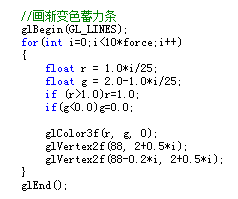 //画渐变色蓄力条
glBegin(GL_LINES);
for(int i=0;i<10*force;i++)
{
float r = 1.0*i/25;
float g = 2.0-1.0*i/25;
if (r>1.0)r=1.0;
if(g<0.0)g=0.0;
glColor3f(r, g, 0);
glVertex2f(88, 2+0.5*i);
glVertex2f(88-0.2*i, 2+0.5*i);
}
glEnd();